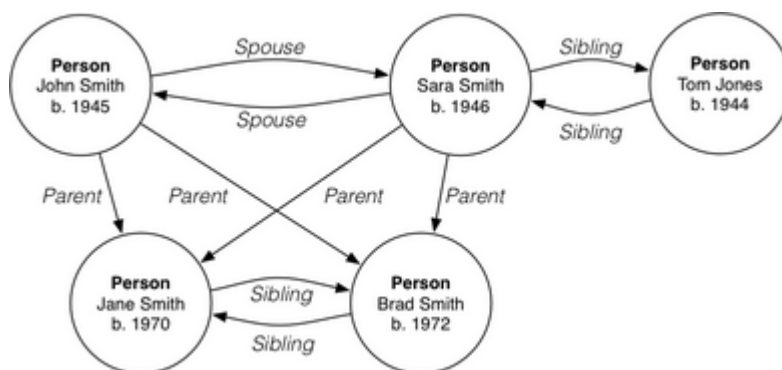 Person
John Smith
b. 1945
Spouse
Spouse
Person
Sara Smith
b. 1946
Sibling
Sibling
Person
Tom Jones
b. 1944
Parent
Parent
Parent
Parent
Person
Jane Smith
b. 1970
Sibling
Sibling
Person
Brad Smith
b. 1972